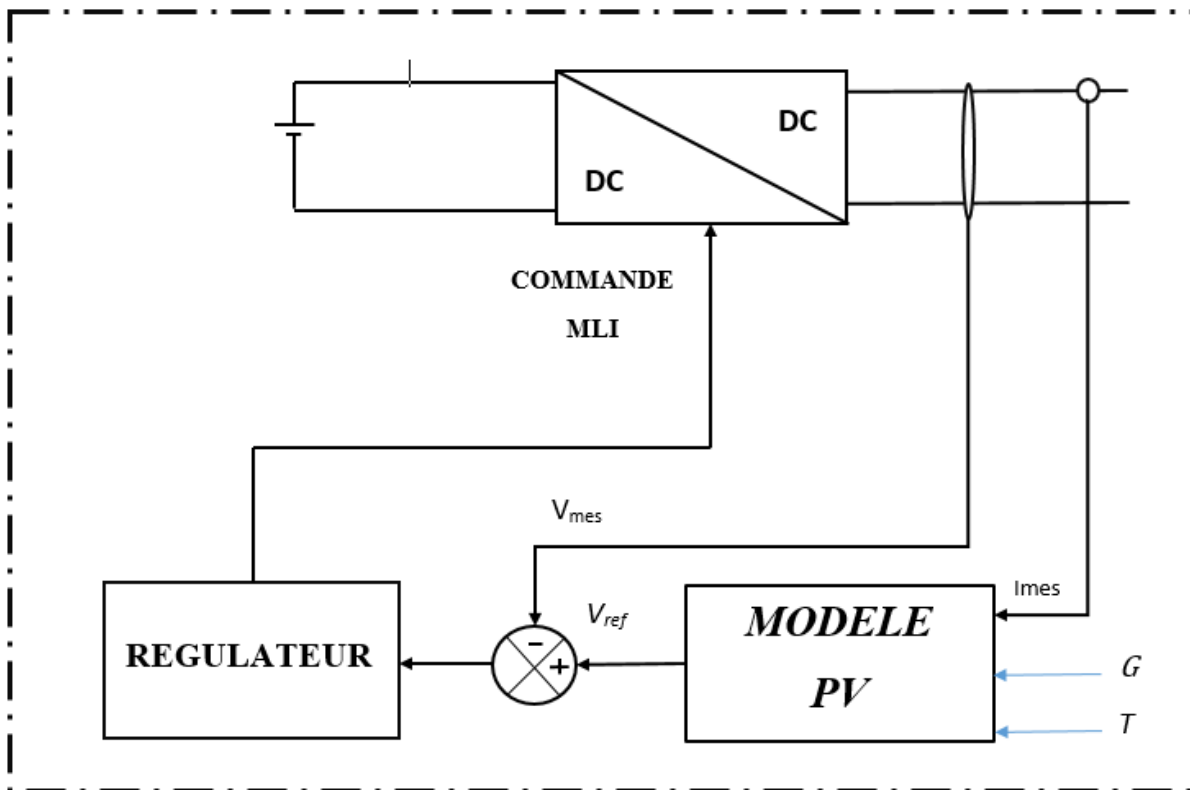 DC
DC
COMMANDE
MLI
Vmes
Imes
Vref
MODELE
PV
REGULATEUR
G
T
-
+